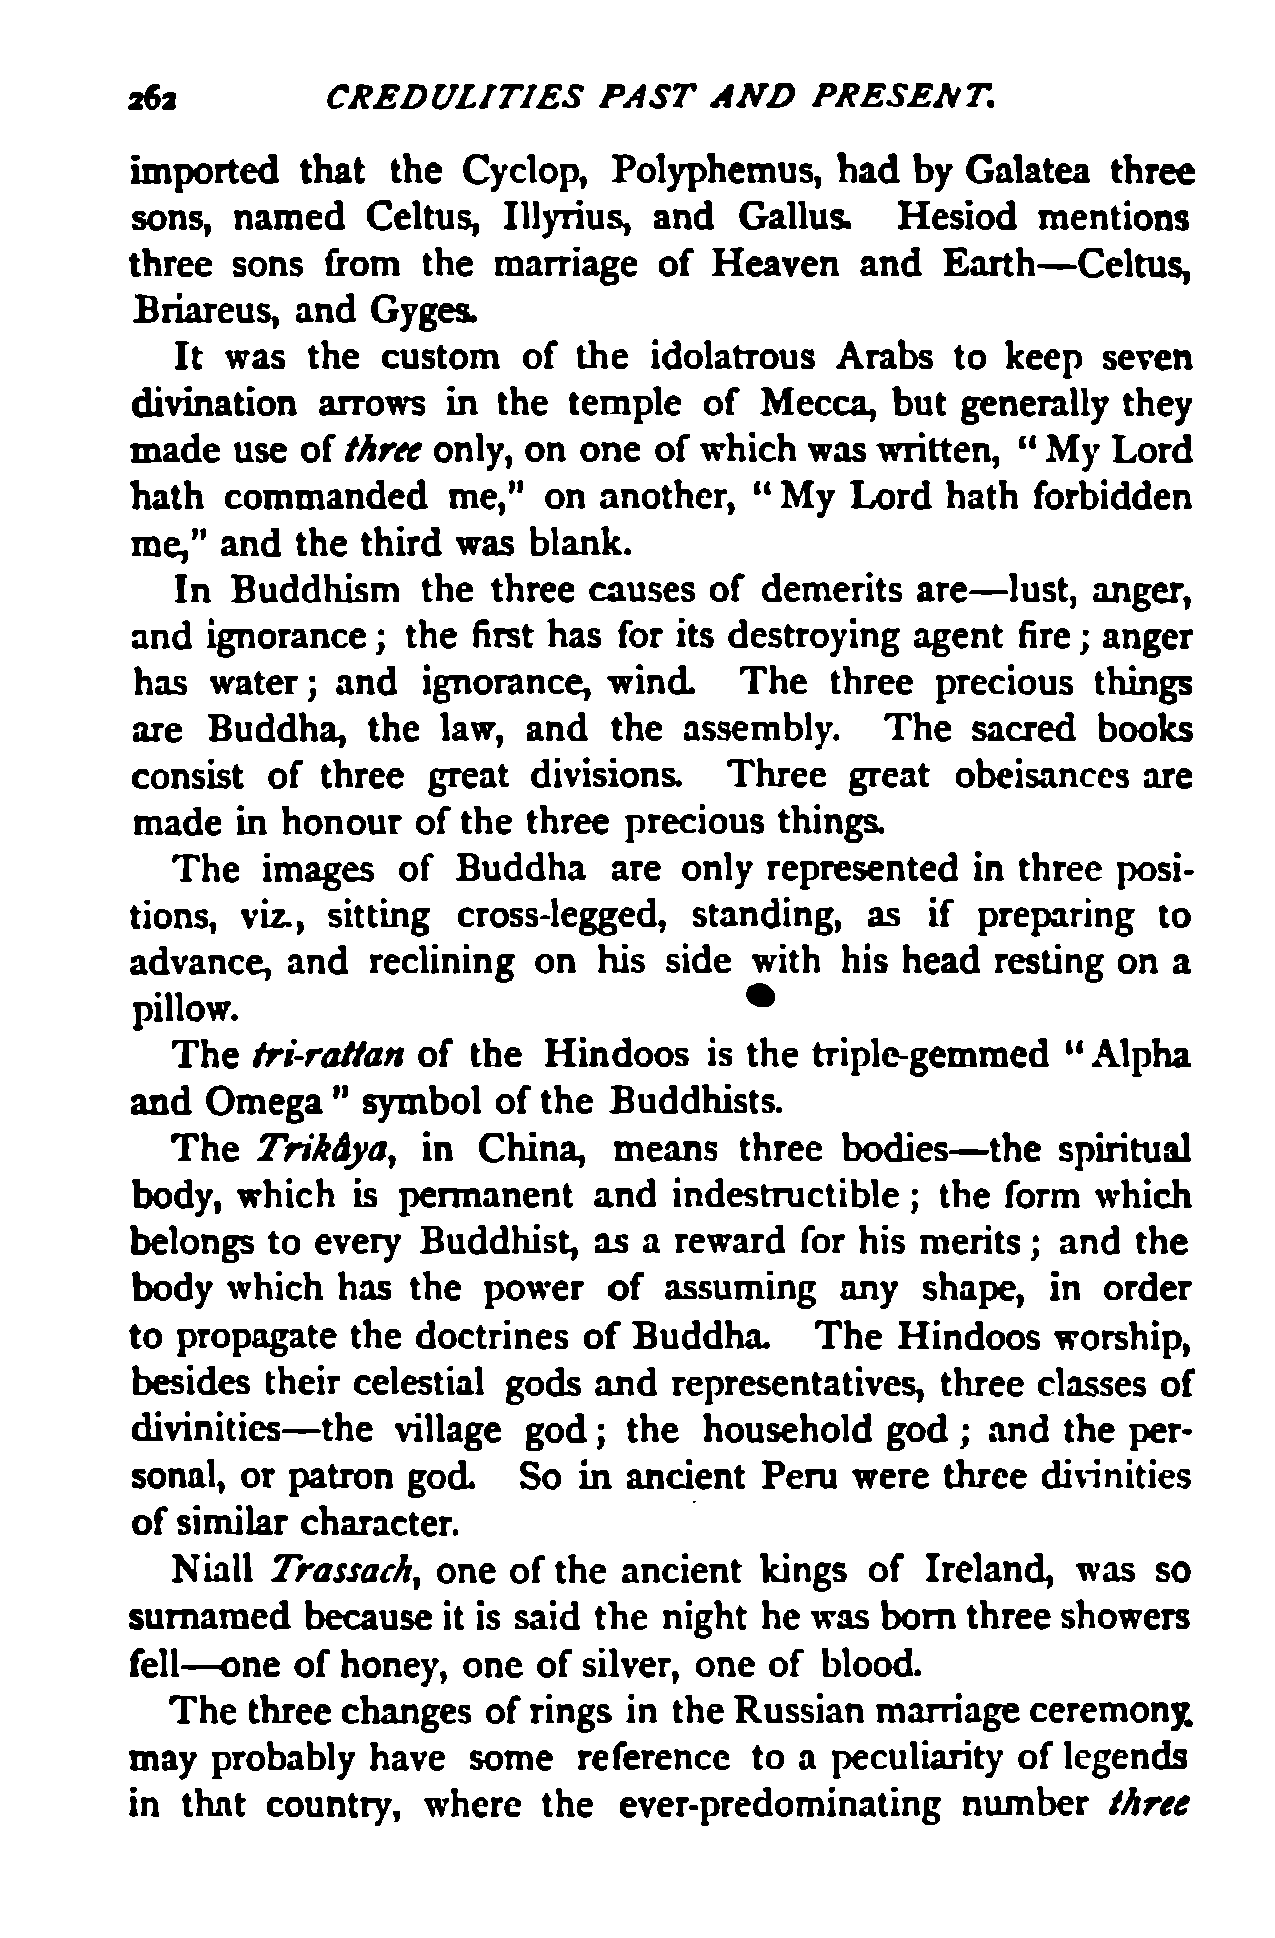 262 CREDULITIES PAST AND PRESENT.
imported that the Cyclop, Polyphemus, had by Galatea three
sons, named Celtus, Illyrius, and Gallus. Hesiod mentions
three sons from the marriage of Heaven and Earth—Celtus,
Briareus, and Gyges.
It was the custom of the idolatrous Arabs to keep seven
divination arrows in the temple of Mecca, but generally they
made use of three only, on one of which was written, “ My Lord
hath commanded me,” on another, “ My Lord hath forbidden
me,” and the third was blank.
In Buddhism the three causes of demerits are—lust, anger,
and ignorance ; the first has for its destroying agent fire ; anger
has water ; and ignorance, wind. The three precious things
are Buddha, the law, and the assembly. The sacred books
consist of three great divisions. Three great obeisances are
made in honour of the three precious things.
The images of Buddha are only represented in three posi-
tions, viz., sitting cross-legged, standing, as if preparing to
advance, and reclining on his side with his head resting on a
pillow.
The tri-rattan of the Hindoos is the triple-gemmed “ Alpha
and Omega ” symbol of the Buddhists.
The Trikâya, in China, means three bodies—the spiritual
body, which is permanent and indestructible ; the form which
belongs to every Buddhist, as a reward for his merits ; and the
body which has the power of assuming any shape, in order
to propagate the doctrines of Buddha. The Hindoos worship,
besides their celestial gods and representatives, three classes of
divinities—the village god ; the household god ; and the per-
sonal, or patron god. So in ancient Peru were three divinities
of similar character.
Niall Trassach, one of the ancient kings of Ireland, was so
surnamed because it is said the night he was born three showers
fell—one of honey, one of silver, one of blood.
The three changes of rings in the Russian marriage ceremony.
may probably have some reference to a peculiarity of legends
in that country, where the ever-predominating number three